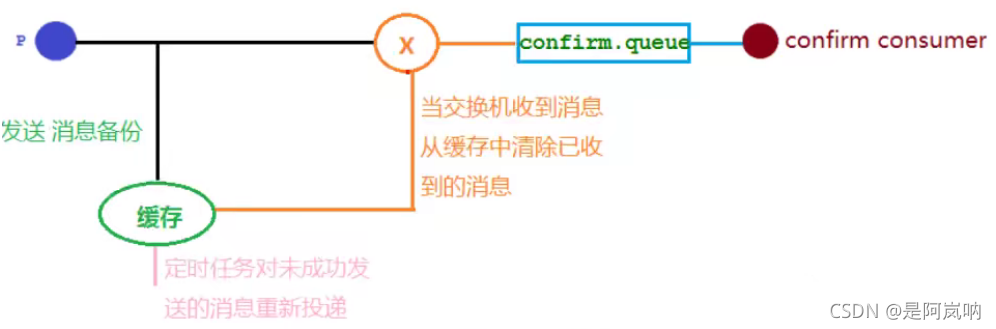 P
X
confirm.queue
confirm consumer
发送 消息备份
当交换机收到消息
从缓存中清除已收
到的消息
缓存
定时任务对未成功发
送的消息重新投递
CSDN @是阿岚呐